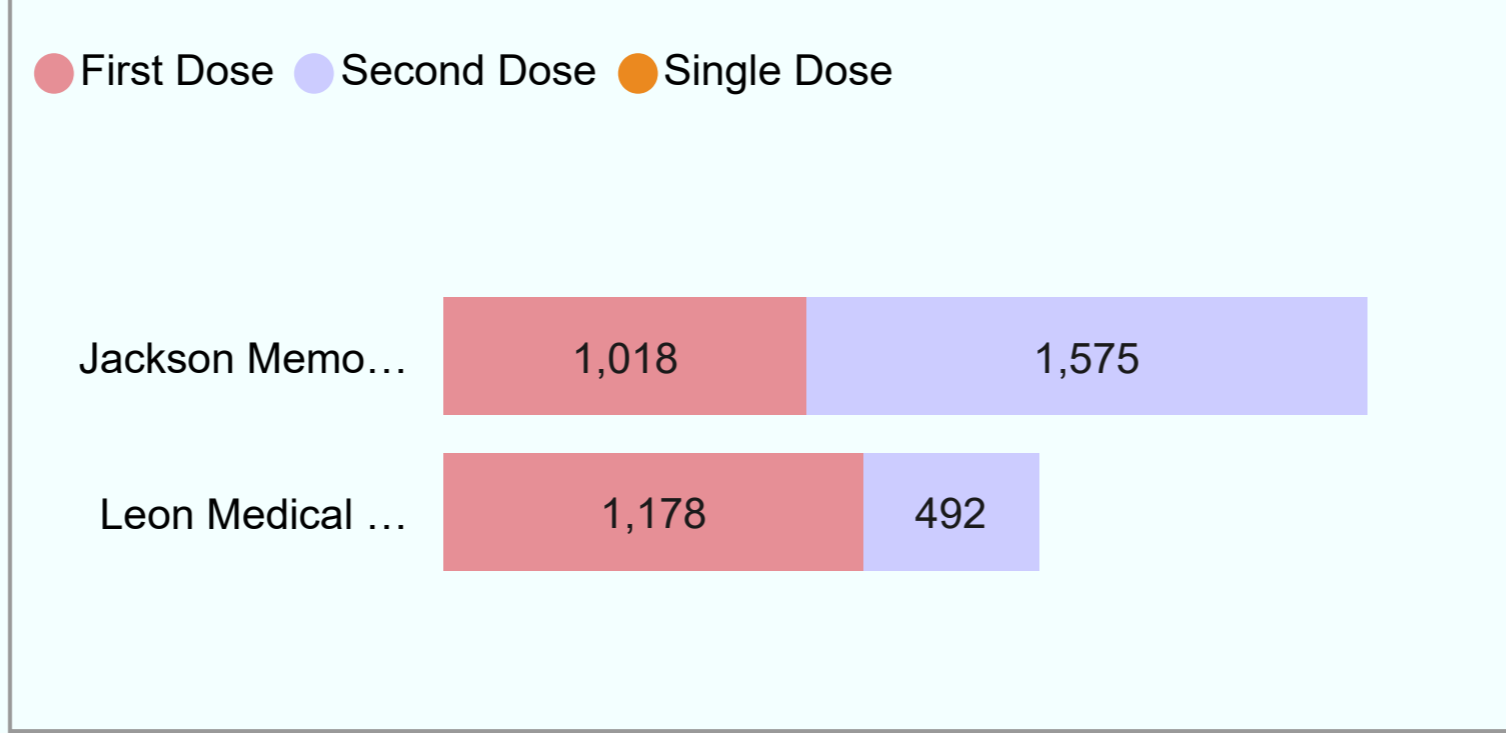 First Dose Second Dose Single Dose
Jackson Memo… 1,018 1,575
Leon Medical … 1,178 492